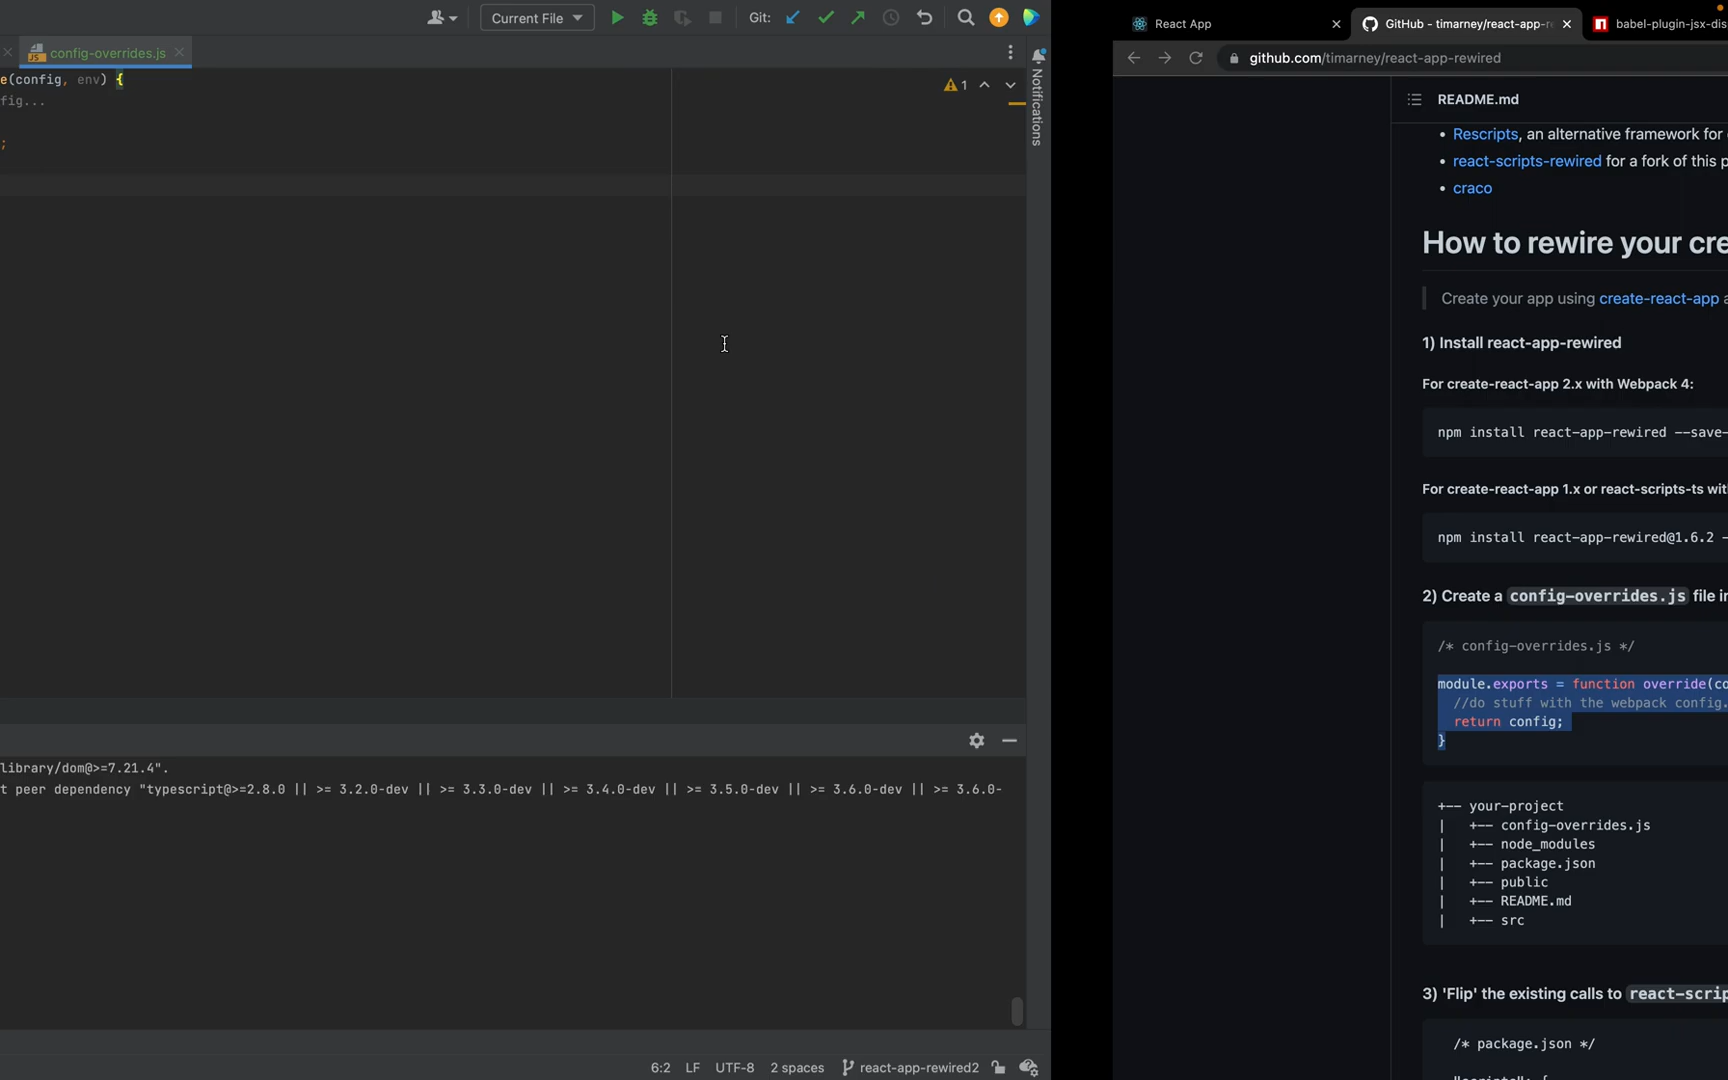 Current File
Git:
config-overrides.js
e(config, env) {
fig...
;
1
Notifications
library/dom@>=7.21.4".
t peer dependency "typescript@>=2.8.0 || >= 3.2.0-dev || >= 3.3.0-dev || >= 3.4.0-dev || >= 3.5.0-dev || >= 3.6.0-dev || >= 3.6.0-
6:2 LF UTF-8 2 spaces react-app-rewired2
React App
GitHub - timarney/react-app-r
babel-plugin-jsx-dis
github.com/timarney/react-app-rewired
README.md
• Rescripts, an alternative framework for
• react-scripts-rewired for a fork of this p
• craco
How to rewire your cre
Create your app using create-react-app a
1) Install react-app-rewired
For create-react-app 2.x with Webpack 4:
npm install react-app-rewired --save-
For create-react-app 1.x or react-scripts-ts wit
npm install react-app-rewired@1.6.2 -
2) Create a config-overrides.js file in
/* config-overrides.js */
module.exports = function override(co
//do stuff with the webpack config.
return config;
}
+-- your-project
| +-- config-overrides.js
| +-- node_modules
| +-- package.json
| +-- public
| +-- README.md
| +-- src
3) 'Flip' the existing calls to react-scrip
/* package.json */